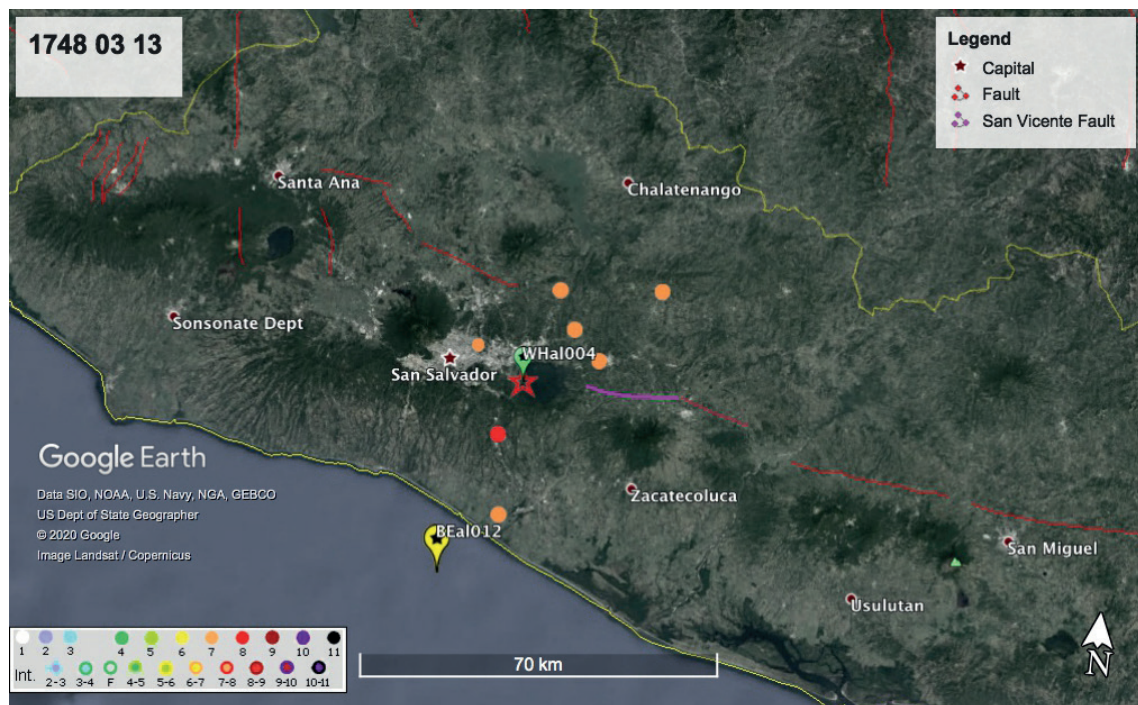 1748 03 13
Legend
Capital
Fault
San Vicente Fault
Santa Ana
Chalatenango
Sonsonate Dept
WHal004
San Salvador
Google Earth
Data SIO, NOAA, U.S. Navy, NGA, GEBCO
US Dept of State Geographer
© 2020 Google
Image Landsat / Copernicus
Zacatecoluca
BEal012
San Miguel
Usulutan
1 2 3 4 5 6 7 8 9 10 11
Int. 2-3 3-4 F 4-5 5-6 6-7 7-8 8-9 9-10 10-11
70 km
N